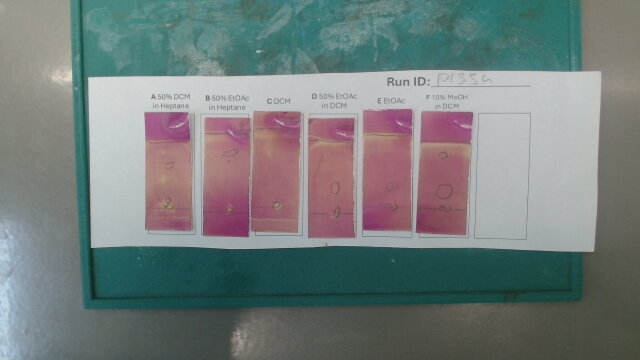 Run ID:
A 50% DCM
in Heptane
B 50% EtOAc
in Heptane
C DCM
D 50% EtOAc
in DCM
E EtOAc
F 10% MeOH
in DCM